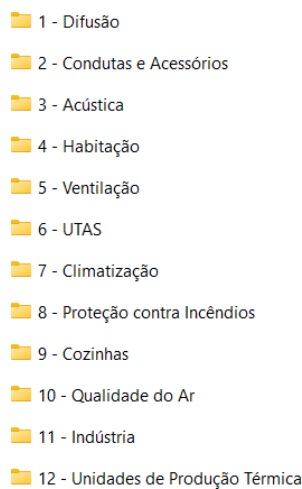 1 - Difusão
2 - Condutas e Acessórios
3 - Acústica
4 - Habitação
5 - Ventilação
6 - UTAS
7 - Climatização
8 - Proteção contra Incêndios
9 - Cozinhas
10 - Qualidade do Ar
11 - Indústria
12 - Unidades de Produção Térmica